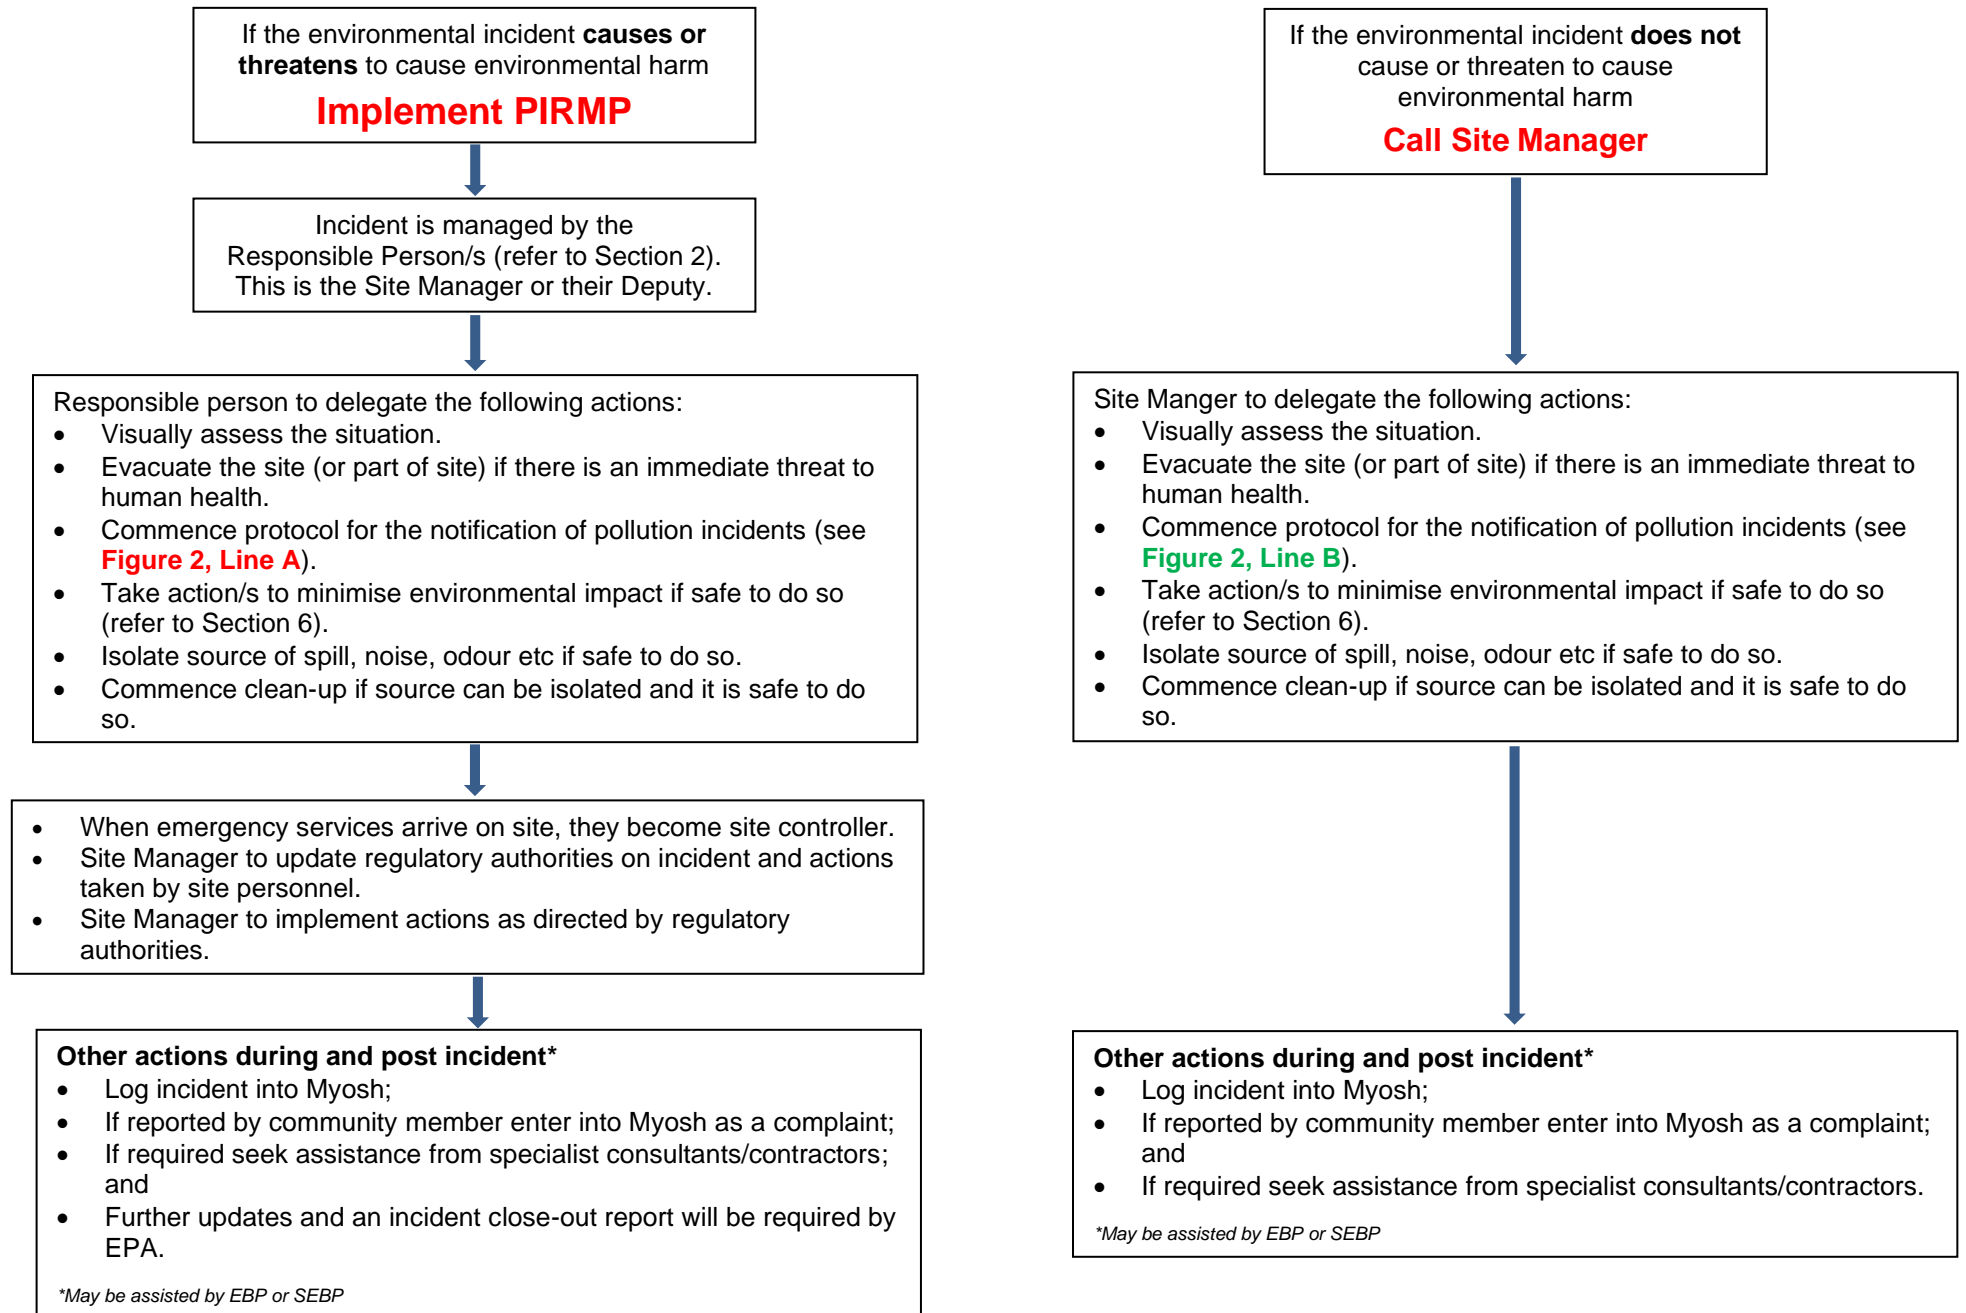 If the environmental incident causes or
threatens to cause environmental harm
Implement PIRMP
Incident is managed by the
Responsible Person/s (refer to Section 2).
This is the Site Manager or their Deputy.
Responsible person to delegate the following actions:
• Visually assess the situation.
• Evacuate the site (or part of site) if there is an immediate threat to
human health.
• Commence protocol for the notification of pollution incidents (see
Figure 2, Line A).
• Take action/s to minimise environmental impact if safe to do so
(refer to Section 6).
• Isolate source of spill, noise, odour etc if safe to do so.
• Commence clean-up if source can be isolated and it is safe to do
so.
• When emergency services arrive on site, they become site controller.
• Site Manager to update regulatory authorities on incident and actions
taken by site personnel.
• Site Manager to implement actions as directed by regulatory
authorities.
Other actions during and post incident*
• Log incident into Myosh;
• If reported by community member enter into Myosh as a complaint;
• If required seek assistance from specialist consultants/contractors;
and
• Further updates and an incident close-out report will be required by
EPA.
*May be assisted by EBP or SEBP
If the environmental incident does not
cause or threaten to cause
environmental harm
Call Site Manager
Site Manger to delegate the following actions:
• Visually assess the situation.
• Evacuate the site (or part of site) if there is an immediate threat to
human health.
• Commence protocol for the notification of pollution incidents (see
Figure 2, Line B).
• Take action/s to minimise environmental impact if safe to do so
(refer to Section 6).
• Isolate source of spill, noise, odour etc if safe to do so.
• Commence clean-up if source can be isolated and it is safe to do
so.
Other actions during and post incident*
• Log incident into Myosh;
• If reported by community member enter into Myosh as a complaint;
and
• If required seek assistance from specialist consultants/contractors.
*May be assisted by EBP or SEBP